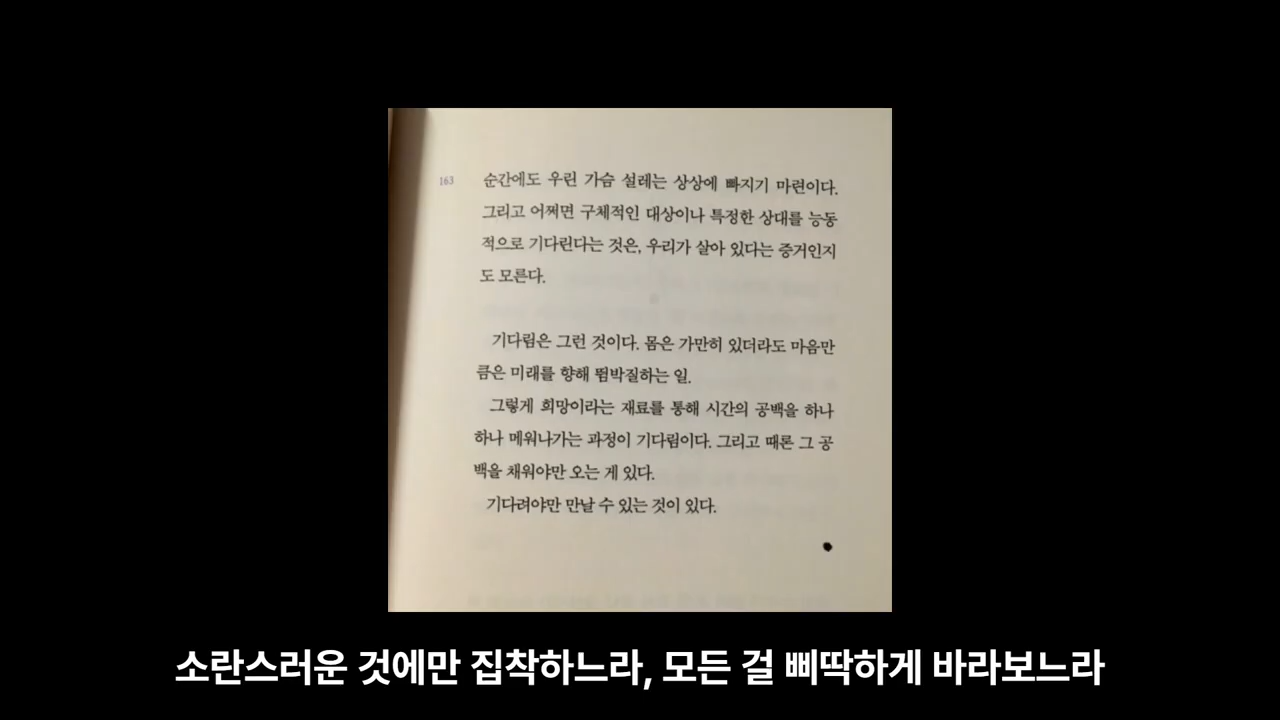 163
순간에도 우린 가슴 설레는 상상에 빠지기 마련이다.
그리고 어쩌면 구체적인 대상이나 특정한 상대를 능동
적으로 기다린다는 것은, 우리가 살아 있다는 증거인지
도 모른다.
기다림은 그런 것이다. 몸은 가만히 있더라도 마음만
큼은 미래를 향해 뜀박질하는 일.
그렇게 희망이라는 재료를 통해 시간의 공백을 하나
하나 메워나가는 과정이 기다림이다. 그리고 때론 그 공
백을 채워야만 오는 게 있다.
기다려야만 만날 수 있는 것이 있다.
소란스러운 것에만 집착하느라, 모든 걸 삐딱하게 바라보느라